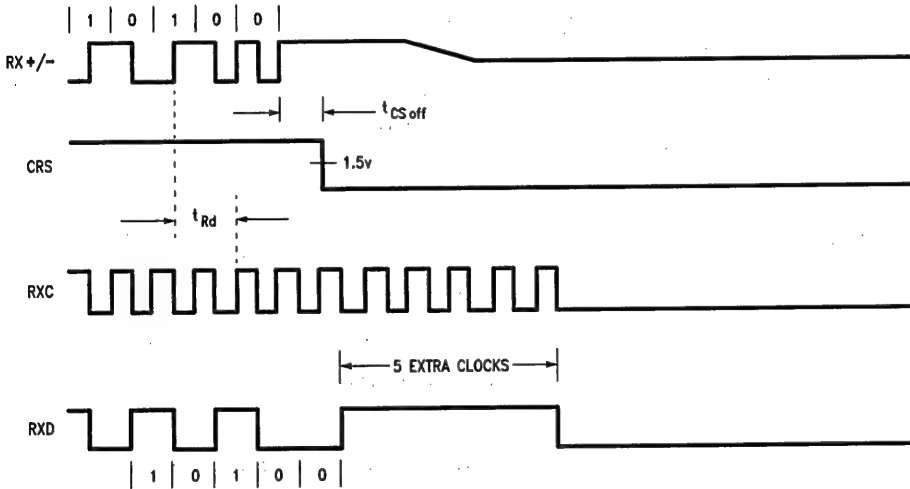 1 0 1 0 0
RX +/-
t CS off
CRS
1.5v
t Rd
RXC
5 EXTRA CLOCKS
RXD
1 0 1 0 0